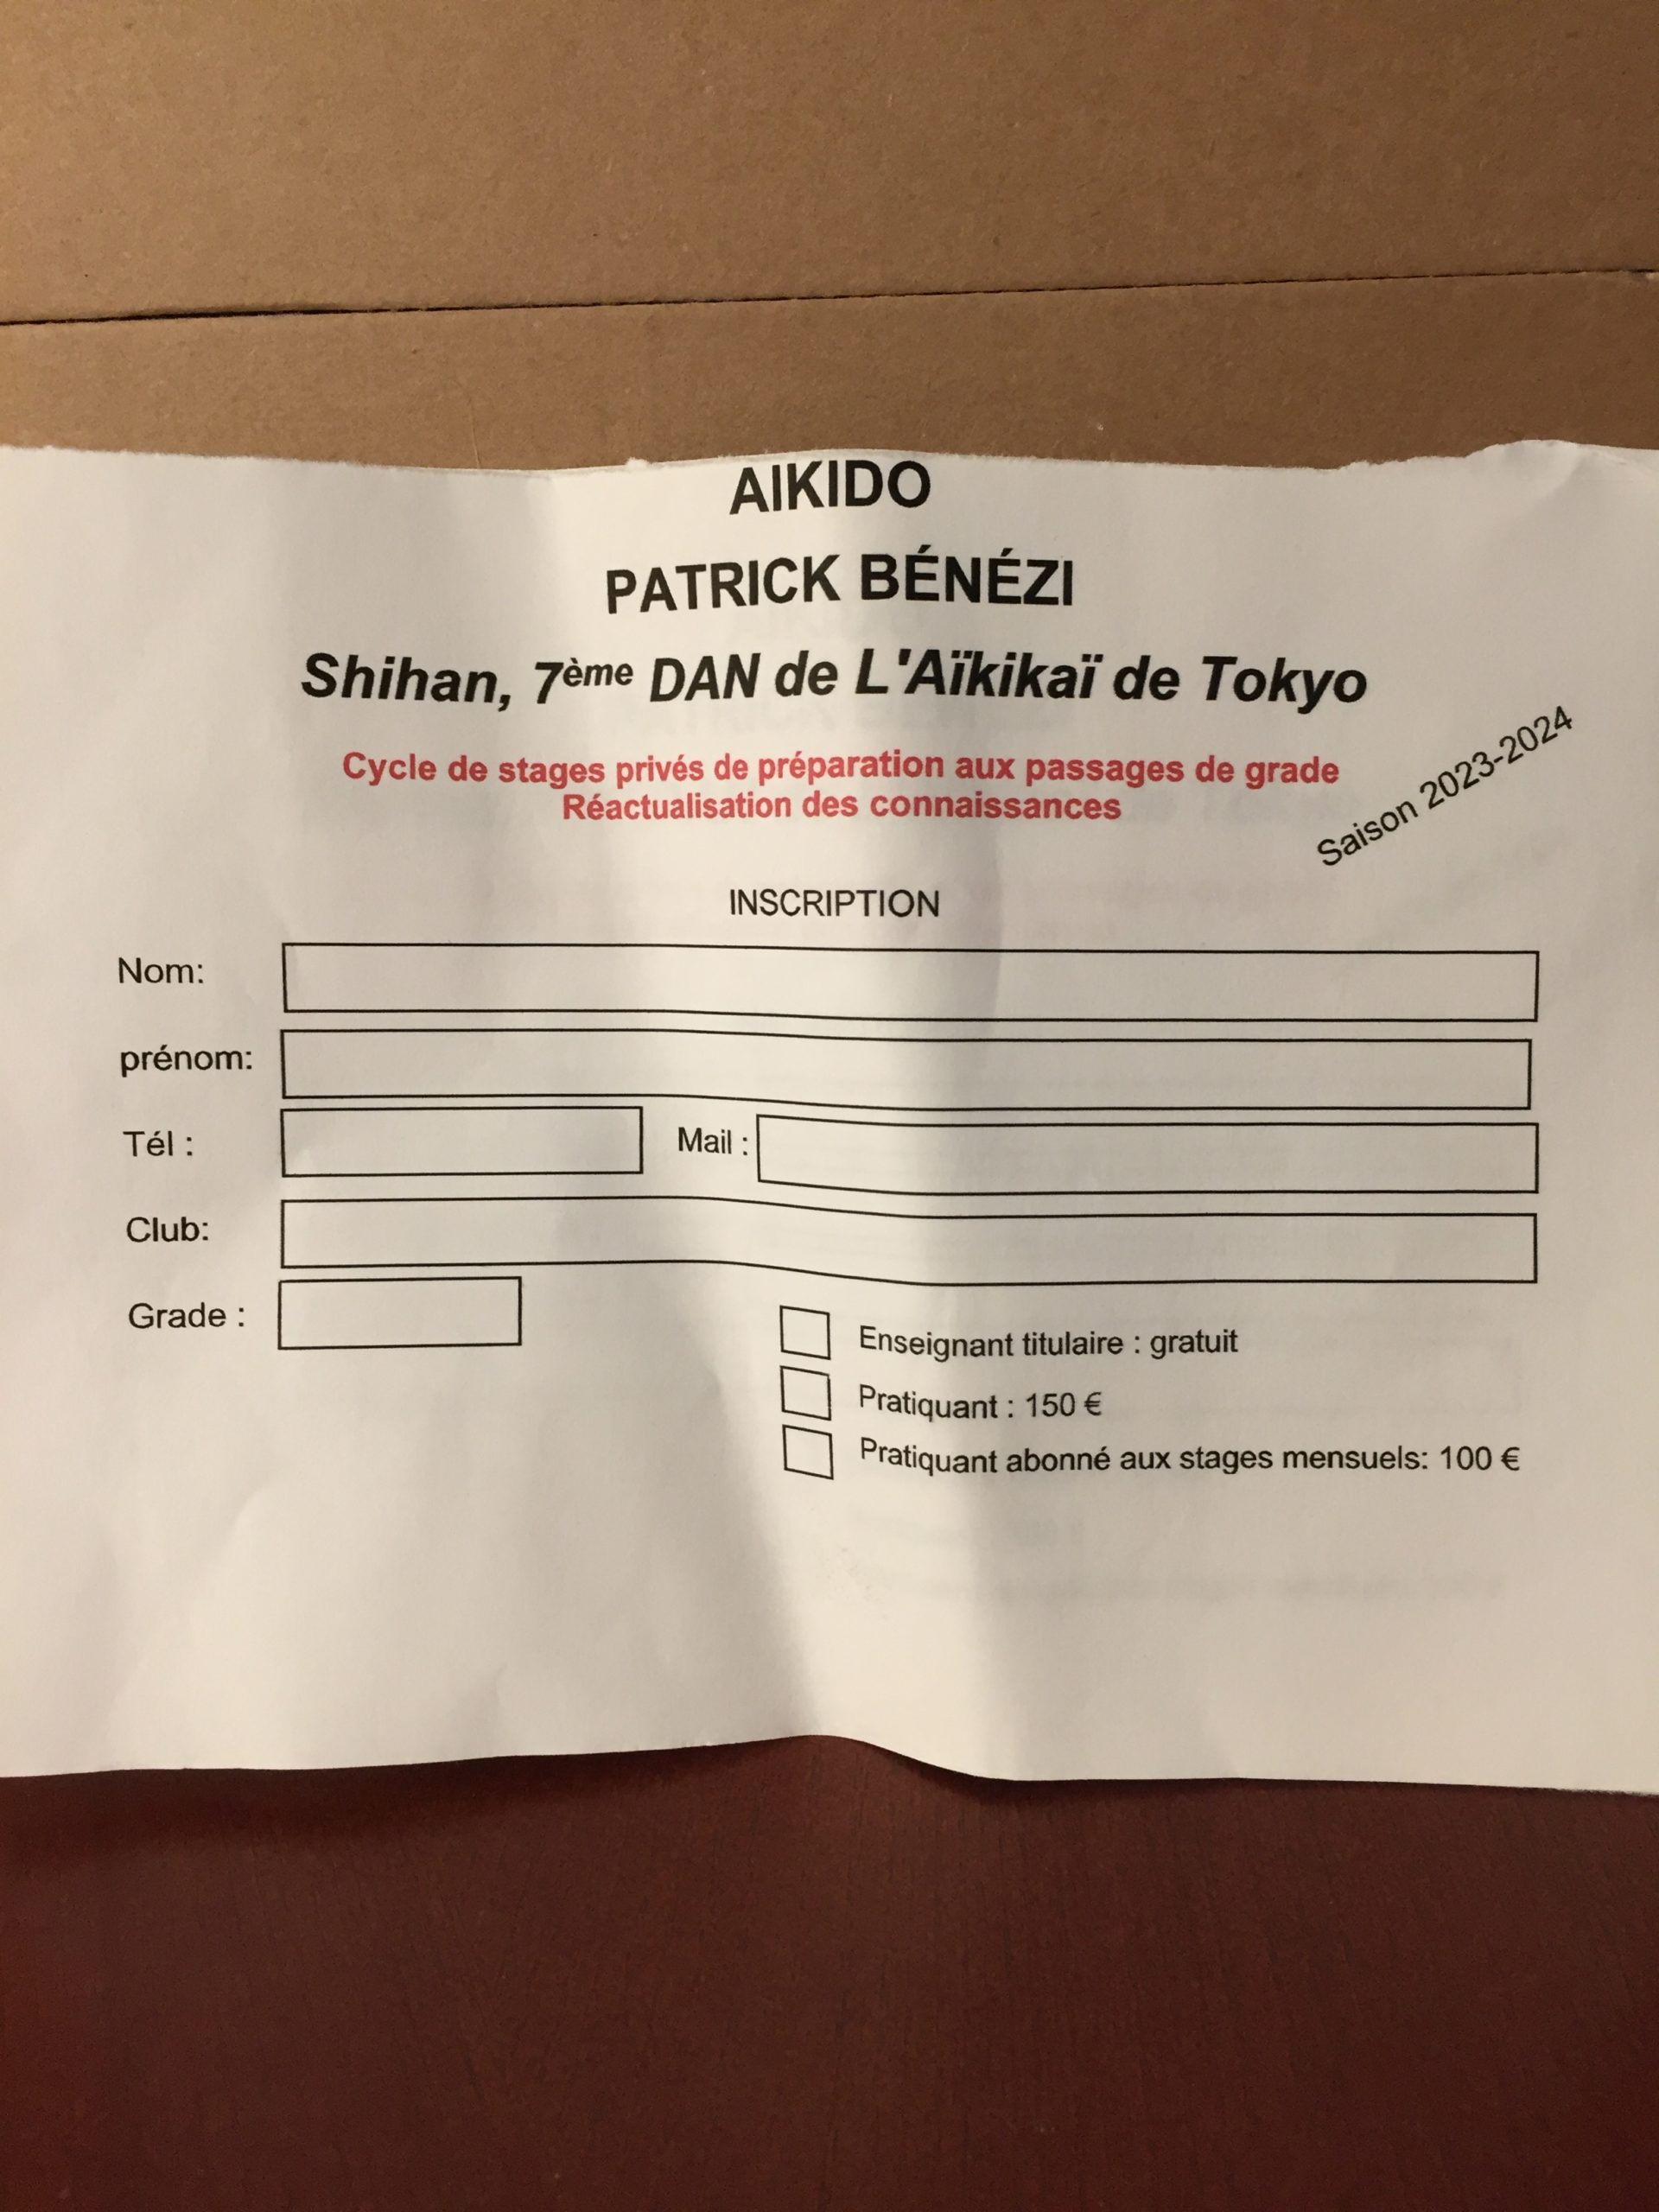 AIKIDO
PATRICK BÉNÉZI
Shihan, 7ème DAN de L'Aïkikaï de Tokyo
Cycle de stages privés de préparation aux passages de grade
Réactualisation des connaissances
Saison 2023-2024
INSCRIPTION
Nom:
prénom:
Tél : Mail :
Club:
Grade :
Enseignant titulaire : gratuit
Pratiquant : 150 €
Pratiquant abonné aux stages mensuels: 100 €